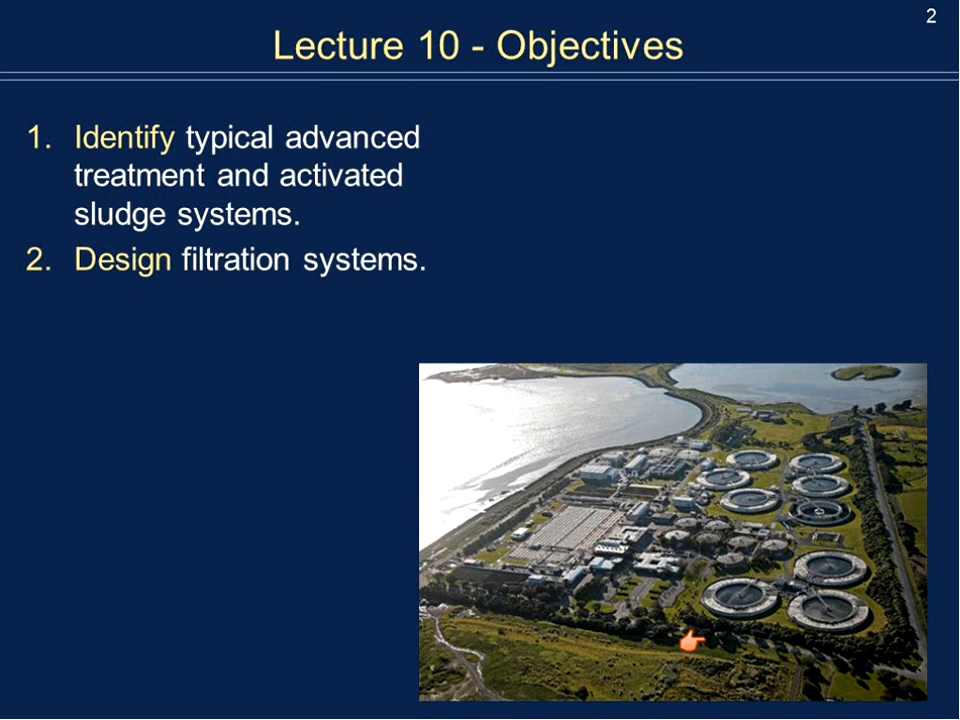 2
Lecture 10 - Objectives
1. Identify typical advanced
treatment and activated
sludge systems.
2. Design filtration systems.